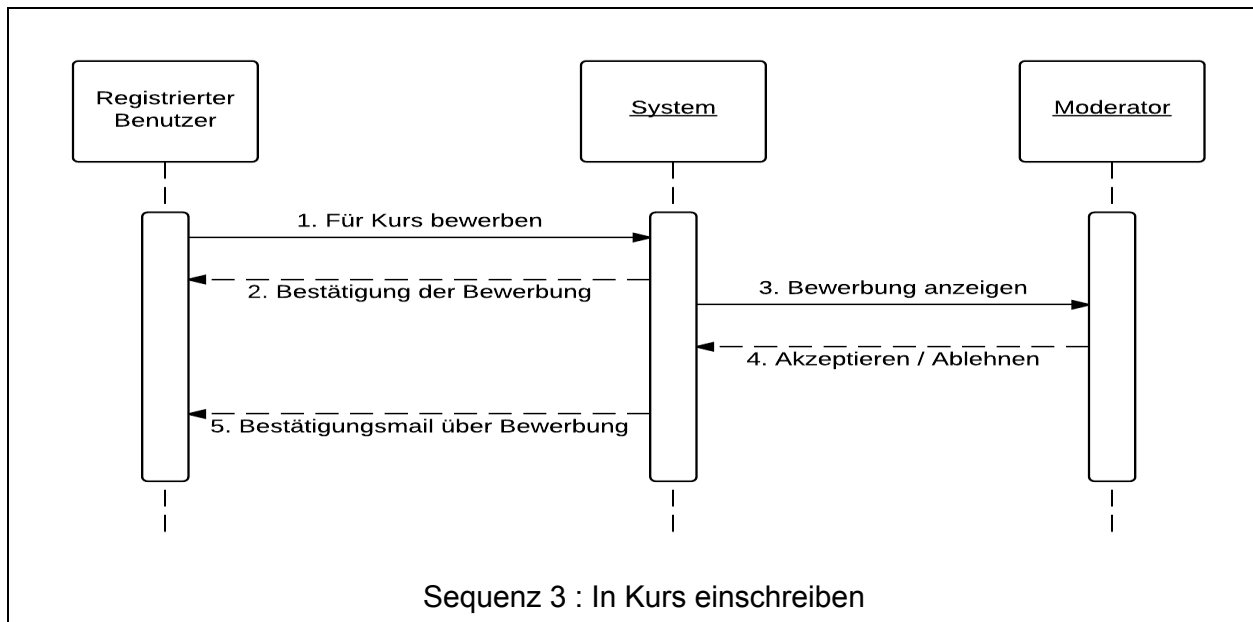 Registrierter
Benutzer
System
Moderator
1. Für Kurs bewerben
2. Bestätigung der Bewerbung
3. Bewerbung anzeigen
4. Akzeptieren / Ablehnen
5. Bestätigungsmail über Bewerbung
Sequenz 3 : In Kurs einschreiben